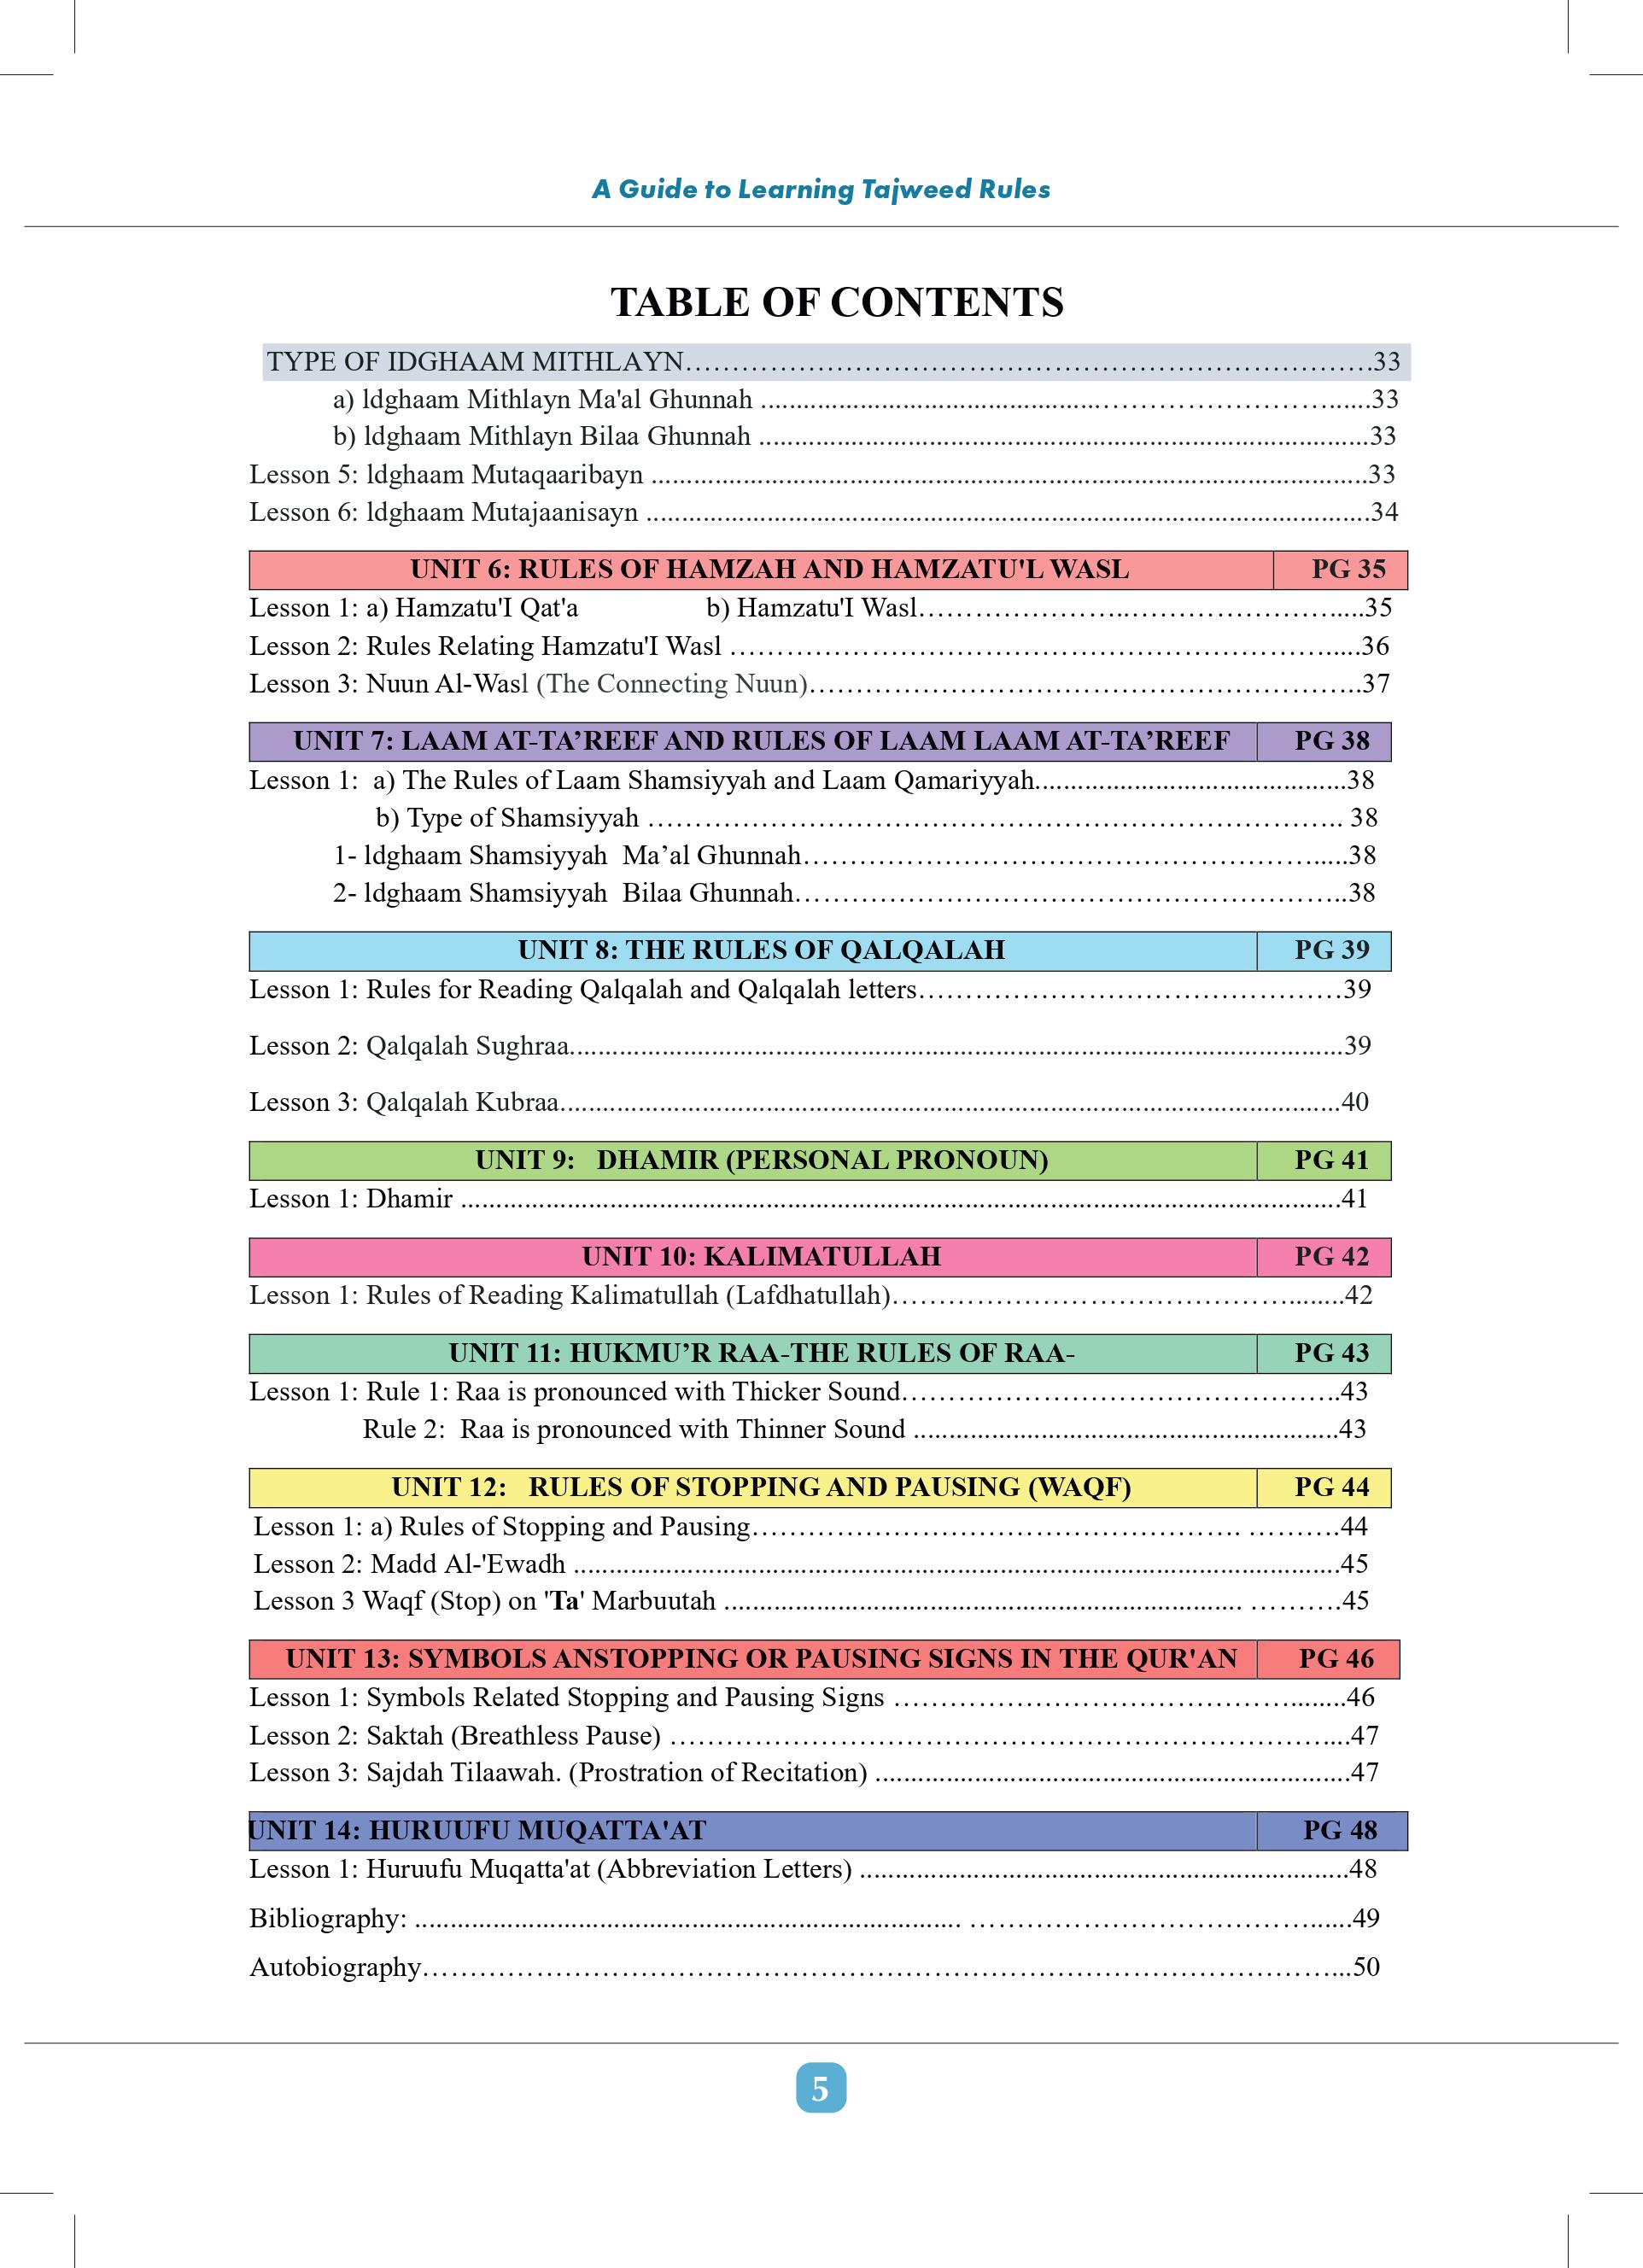 A Guide to Learning Tajweed Rules
TABLE OF CONTENTS
TYPE OF IDGHAAM MITHLAYN……………………………………………………………….33
a) ldghaam Mithlayn Ma'al Ghunnah ................................................……………………......33
b) ldghaam Mithlayn Bilaa Ghunnah ......................................................................................33
Lesson 5: ldghaam Mutaqaaribayn .....................................................................................................33
Lesson 6: ldghaam Mutajaanisayn ......................................................................................................34
UNIT 6: RULES OF HAMZAH AND HAMZATU'L WASL PG 35
Lesson 1: a) Hamzatu'I Qat'a b) Hamzatu'I Wasl…………………..………………….....35
Lesson 2: Rules Relating Hamzatu'I Wasl ……………………………………………………….....36
Lesson 3: Nuun Al-Wasl (The Connecting Nuun)…………………………………………………..37
UNIT 7: LAAM AT-TA’REEF AND RULES OF LAAM LAAM AT-TA’REEF PG 38
Lesson 1: a) The Rules of Laam Shamsiyyah and Laam Qamariyyah............................................38
b) Type of Shamsiyyah ……………………………………………………………….. 38
1- ldghaam Shamsiyyah Ma’al Ghunnah……………………………………………….....38
2- ldghaam Shamsiyyah Bilaa Ghunnah…………………………………………………..38
UNIT 8: THE RULES OF QALQALAH PG 39
Lesson 1: Rules for Reading Qalqalah and Qalqalah letters………………………………………39
Lesson 2: Qalqalah Sughraa.............................................................................................................39
Lesson 3: Qalqalah Kubraa..............................................................................................................40
UNIT 9: DHAMIR (PERSONAL PRONOUN) PG 41
Lesson 1: Dhamir ............................................................................................................................41
UNIT 10: KALIMATULLAH PG 42
Lesson 1: Rules of Reading Kalimatullah (Lafdhatullah)……………………………………........42
UNIT 11: HUKMU’R RAA-THE RULES OF RAA- PG 43
Lesson 1: Rule 1: Raa is pronounced with Thicker Sound………………………………………..43
Rule 2: Raa is pronounced with Thinner Sound ............................................................43
UNIT 12: RULES OF STOPPING AND PAUSING (WAQF) PG 44
Lesson 1: a) Rules of Stopping and Pausing……………………………………………. ……….44
Lesson 2: Madd Al-'Ewadh ............................................................................................................45
Lesson 3 Waqf (Stop) on 'Ta' Marbuutah ......................................................................... ……….45
UNIT 13: SYMBOLS ANSTOPPING OR PAUSING SIGNS IN THE QUR'AN PG 46
Lesson 1: Symbols Related Stopping and Pausing Signs ……………………………………........46
Lesson 2: Saktah (Breathless Pause) ……………………………………………………………...47
Lesson 3: Sajdah Tilaawah. (Prostration of Recitation) ...................................................................47
UNIT 14: HURUUFU MUQATTA'AT PG 48
Lesson 1: Huruufu Muqatta'at (Abbreviation Letters) .....................................................................48
Bibliography: ............................................................................. ………………………………......49
Autobiography……………………………………………………………………………………...50
5